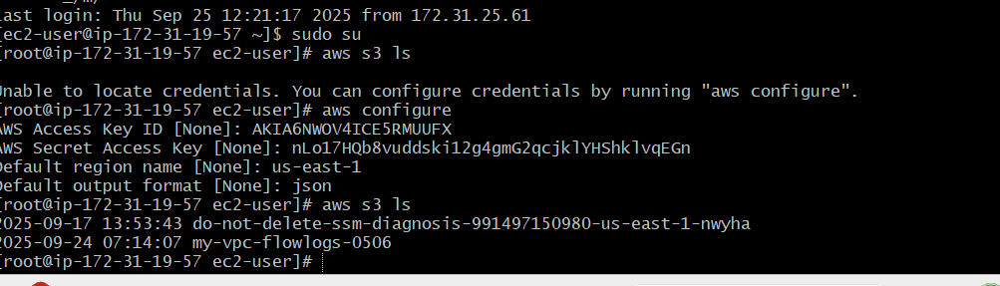 Last login: Thu Sep 25 12:21:17 2025 from 172.31.25.61
[ec2-user@ip-172-31-19-57 ~]$ sudo su
[root@ip-172-31-19-57 ec2-user]# aws s3 ls
Unable to locate credentials. You can configure credentials by running "aws configure".
[root@ip-172-31-19-57 ec2-user]# aws configure
AWS Access Key ID [None]: AKIA6NWOV4ICE5RMUUFX
AWS Secret Access Key [None]: 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
Default region name [None]: us-east-1
Default output format [None]: json
[root@ip-172-31-19-57 ec2-user]# aws s3 ls
2025-09-17 13:53:43 do-not-delete-ssm-diagnosis-991497150980-us-east-1-nwyha
2025-09-24 07:14:07 my-vpc-flowlogs-0506
[root@ip-172-31-19-57 ec2-user]#